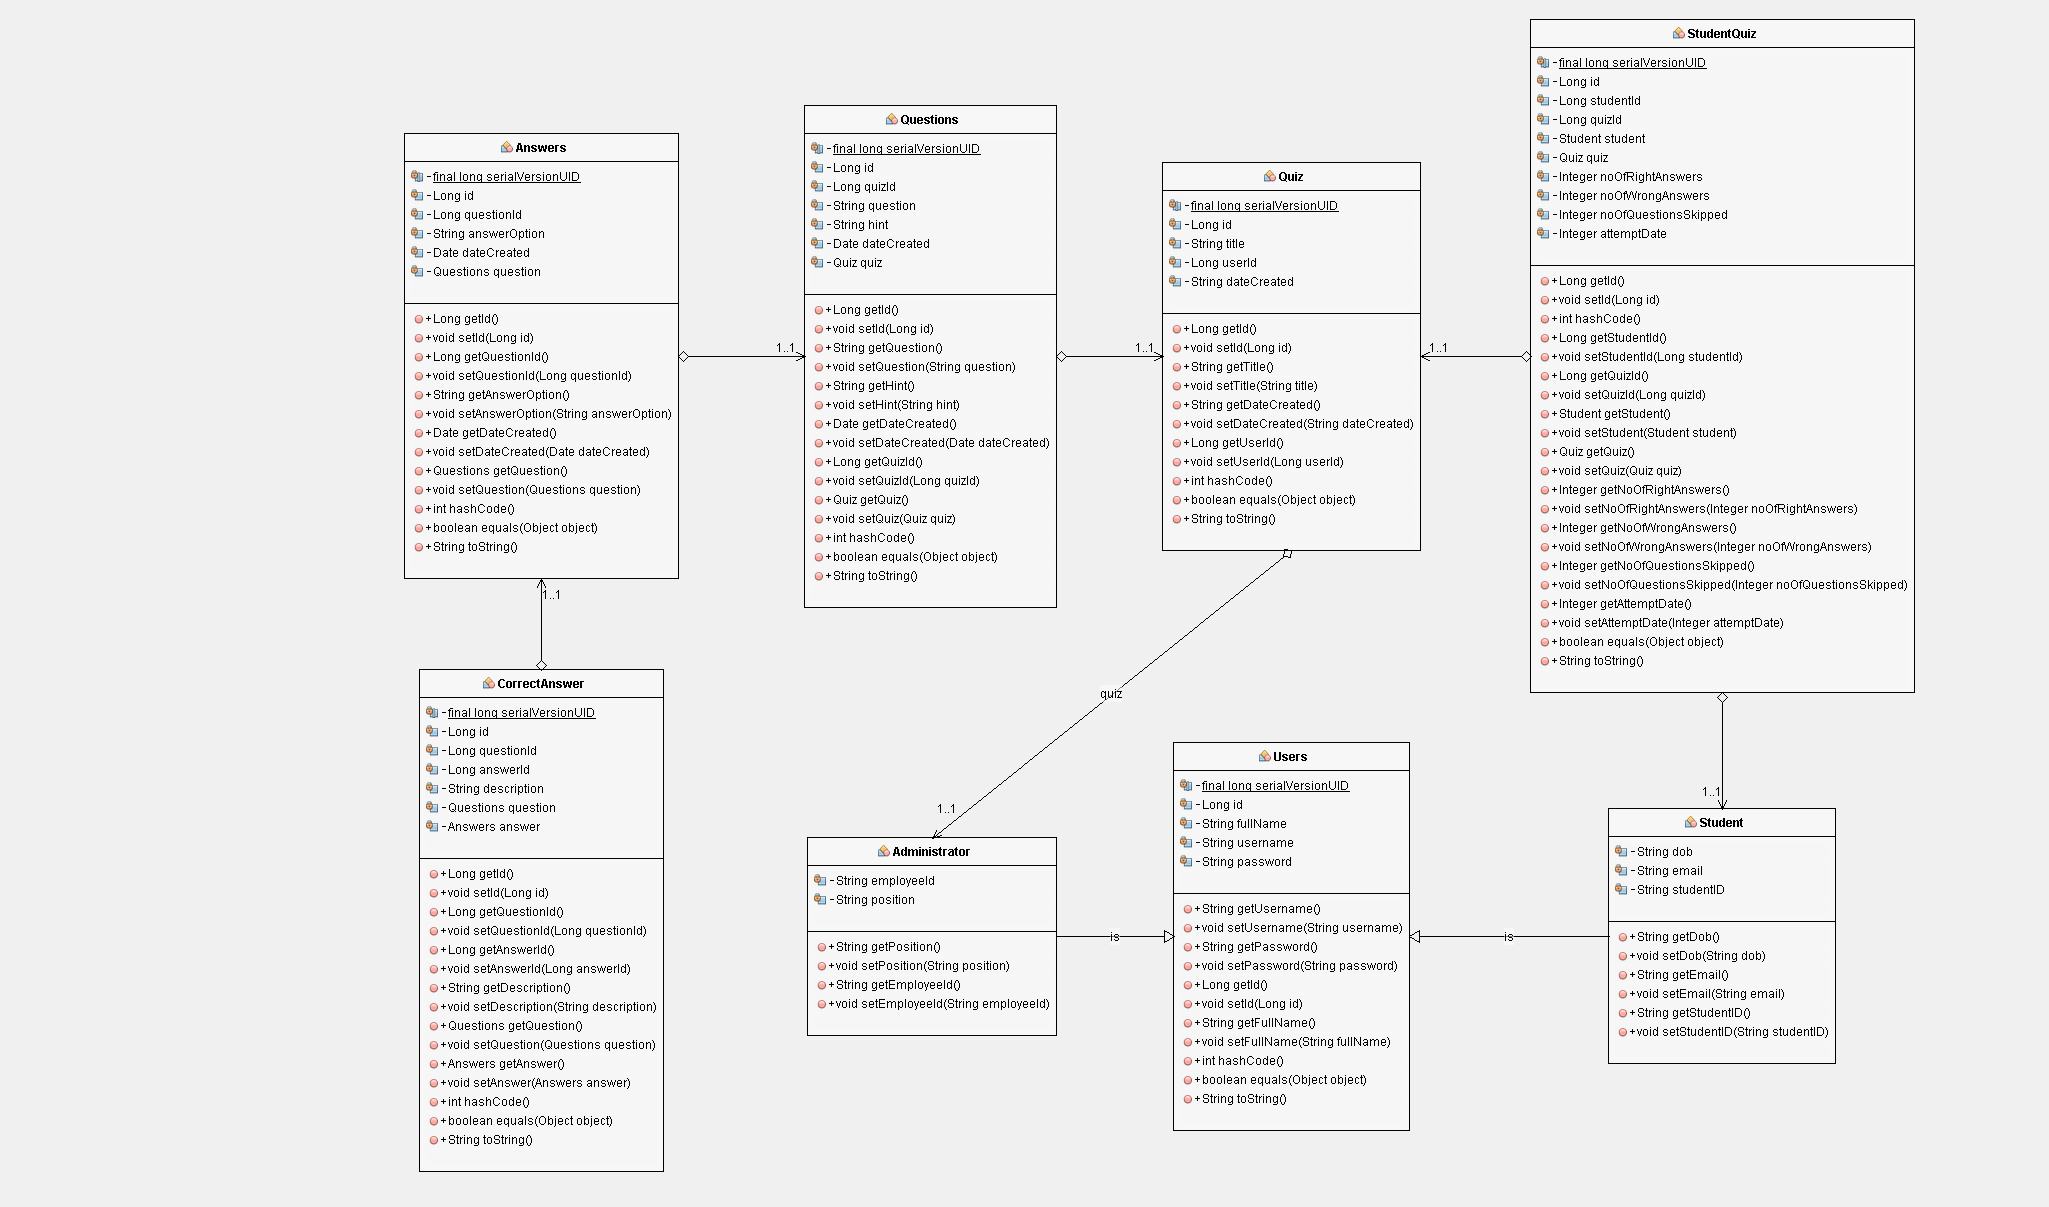 Answers
-final long serialVersionUID
-Long id
-Long questionId
-String answerOption
-Date dateCreated
-Questions question
+Long getId()
+void setId(Long id)
+Long getQuestionId()
+void setQuestionId(Long questionId)
+String getAnswerOption()
+void setAnswerOption(String answerOption)
+Date getDateCreated()
+void setDateCreated(Date dateCreated)
+Questions getQuestion()
+void setQuestion(Questions question)
+int hashCode()
+boolean equals(Object object)
+String toString()
1..1
Questions
-final long serialVersionUID
-Long id
-Long quizId
-String question
-String hint
-Date dateCreated
-Quiz quiz
+Long getId()
+void setId(Long id)
+String getQuestion()
+void setQuestion(String question)
+String getHint()
+void setHint(String hint)
+Date getDateCreated()
+void setDateCreated(Date dateCreated)
+Long getQuizId()
+void setQuizId(Long quizId)
+Quiz getQuiz()
+void setQuiz(Quiz quiz)
+int hashCode()
+boolean equals(Object object)
+String toString()
1..1
Quiz
-final long serialVersionUID
-Long id
-String title
-Long userId
-String dateCreated
+Long getId()
+void setId(Long id)
+String getTitle()
+void setTitle(String title)
+String getDateCreated()
+void setDateCreated(String dateCreated)
+Long getUserId()
+void setUserId(Long userId)
+int hashCode()
+boolean equals(Object object)
+String toString()
1..1
StudentQuiz
-final long serialVersionUID
-Long id
-Long studentId
-Long quizId
-Student student
-Quiz quiz
-Integer noOfRightAnswers
-Integer noOfWrongAnswers
-Integer noOfQuestionsSkipped
-Integer attemptDate
+Long getId()
+void setId(Long id)
+int hashCode()
+Long getStudentId()
+void setStudentId(Long studentId)
+Long getQuizId()
+void setQuizId(Long quizId)
+Student getStudent()
+void setStudent(Student student)
+Quiz getQuiz()
+void setQuiz(Quiz quiz)
+Integer getNoOfRightAnswers()
+void setNoOfRightAnswers(Integer noOfRightAnswers)
+Integer getNoOfWrongAnswers()
+void setNoOfWrongAnswers(Integer noOfWrongAnswers)
+Integer getNoOfQuestionsSkipped()
+void setNoOfQuestionsSkipped(Integer noOfQuestionsSkipped)
+Integer getAttemptDate()
+void setAttemptDate(Integer attemptDate)
+boolean equals(Object object)
+String toString()
1..1
CorrectAnswer
-final long serialVersionUID
-Long id
-Long questionId
-Long answerId
-String description
-Questions question
-Answers answer
+Long getId()
+void setId(Long id)
+Long getQuestionId()
+void setQuestionId(Long questionId)
+Long getAnswerId()
+void setAnswerId(Long answerId)
+String getDescription()
+void setDescription(String description)
+Questions getQuestion()
+void setQuestion(Questions question)
+Answers getAnswer()
+void setAnswer(Answers answer)
+int hashCode()
+boolean equals(Object object)
+String toString()
quiz
1..1
Administrator
-String employeeId
-String position
+String getPosition()
+void setPosition(String position)
+String getEmployeeId()
+void setEmployeeId(String employeeId)
is
Users
-final long serialVersionUID
-Long id
-String fullName
-String username
-String password
+String getUsername()
+void setUsername(String username)
+String getPassword()
+void setPassword(String password)
+Long getId()
+void setId(Long id)
+String getFullName()
+void setFullName(String fullName)
+int hashCode()
+boolean equals(Object object)
+String toString()
is
1..1
Student
-String dob
-String email
-String studentID
+String getDob()
+void setDob(String dob)
+String getEmail()
+void setEmail(String email)
+String getStudentID()
+void setStudentID(String studentID)